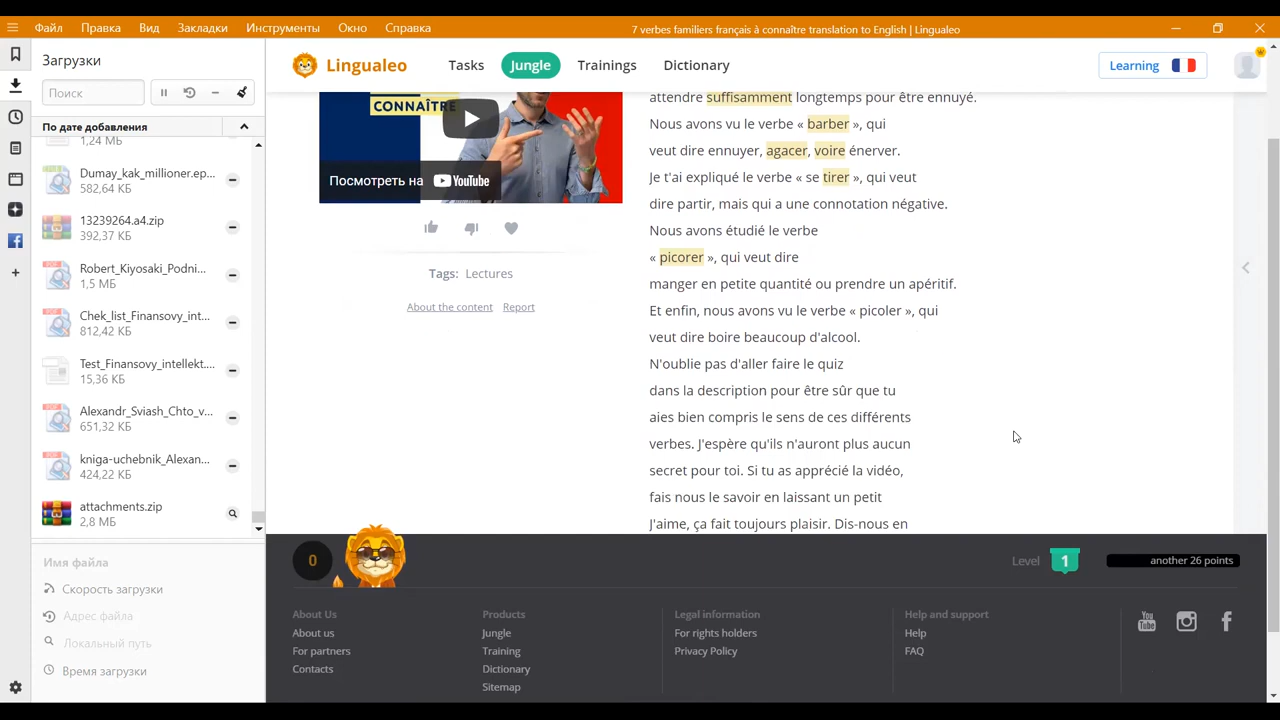 Файл Правка Вид Закладки Инструменты Окно Справка
7 verbes familiers français à connaître translation to English | Lingualeo
Загрузки
Поиск
По дате добавления
1,24 МБ
Dumay_kak_millioner.ep...
582,64 КБ
13239264.a4.zip
392,37 КБ
Robert_Kiyosaki_Podni...
1,5 МБ
Chek_list_Finansovy_int...
812,42 КБ
Test_Finansovy_intellekt....
15,36 КБ
Alexandr_Sviash_Chto_v...
651,32 КБ
kniga-uchebnik_Alexan...
424,22 КБ
attachments.zip
2,8 МБ
Имя файла
Скорость загрузки
Адрес файла
Локальный путь
Время загрузки
Lingualeo
Tasks
Jungle
Trainings
Dictionary
Learning
CONNAÎTRE
Посмотреть на YouTube
Tags: Lectures
About the content Report
attendre suffisamment longtemps pour être ennuyé.
Nous avons vu le verbe « barber », qui
veut dire ennuyer, agacer, voire énerver.
Je t'ai expliqué le verbe « se tirer », qui veut
dire partir, mais qui a une connotation négative.
Nous avons étudié le verbe
« picorer », qui veut dire
manger en petite quantité ou prendre un apéritif.
Et enfin, nous avons vu le verbe « picoler », qui
veut dire boire beaucoup d'alcool.
N'oublie pas d'aller faire le quiz
dans la description pour être sûr que tu
aies bien compris le sens de ces différents
verbes. J'espère qu'ils n'auront plus aucun
secret pour toi. Si tu as apprécié la vidéo,
fais nous le savoir en laissant un petit
J'aime, ça fait toujours plaisir. Dis-nous en
0
Level 1 another 26 points
About Us
About us
For partners
Contacts
Products
Jungle
Training
Dictionary
Sitemap
Legal information
For rights holders
Privacy Policy
Help and support
Help
FAQ
You
Tube